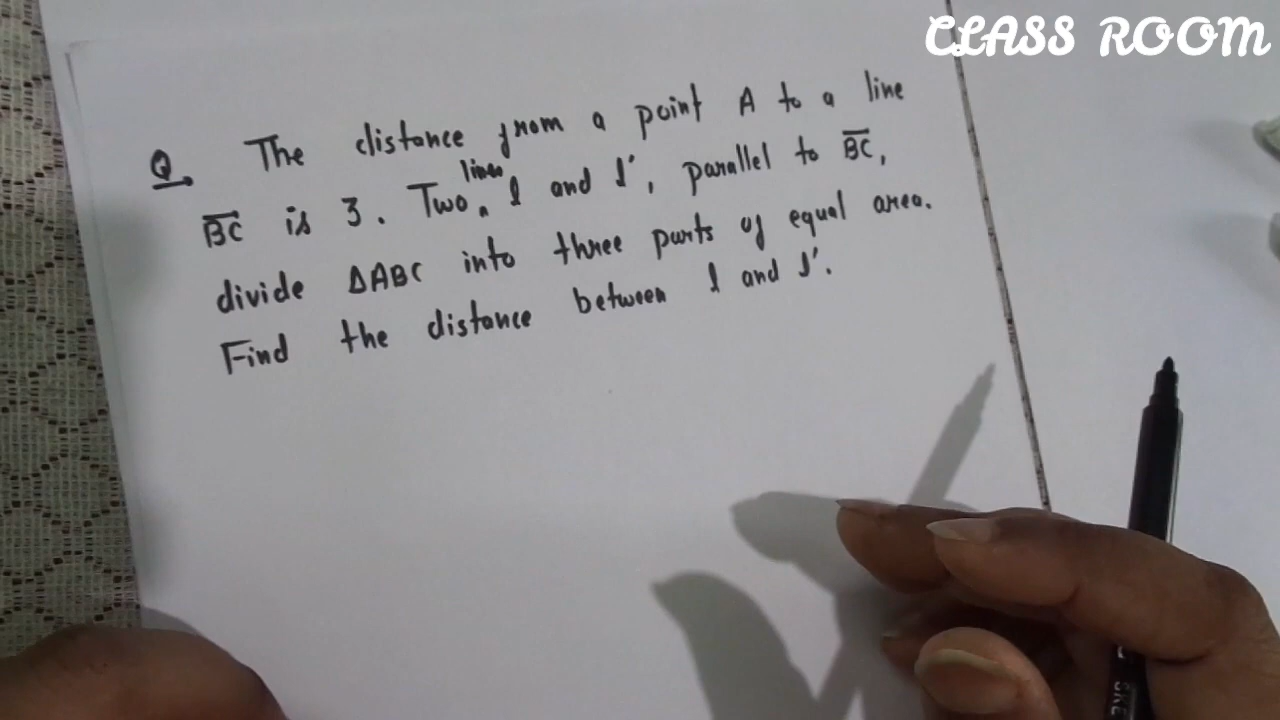 CLASS ROOM
Q. The distance from a point A to a line
BC is 3. Two lines l and l', parallel to BC,
divide ΔABC into three parts of equal area.
Find the distance between l and l'.